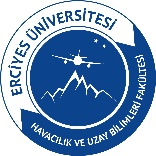 ERCİYES ÜNİVERSİTESİ
HAVACILIK VE UZAY BİLİMLERİ FAKÜLTESİ